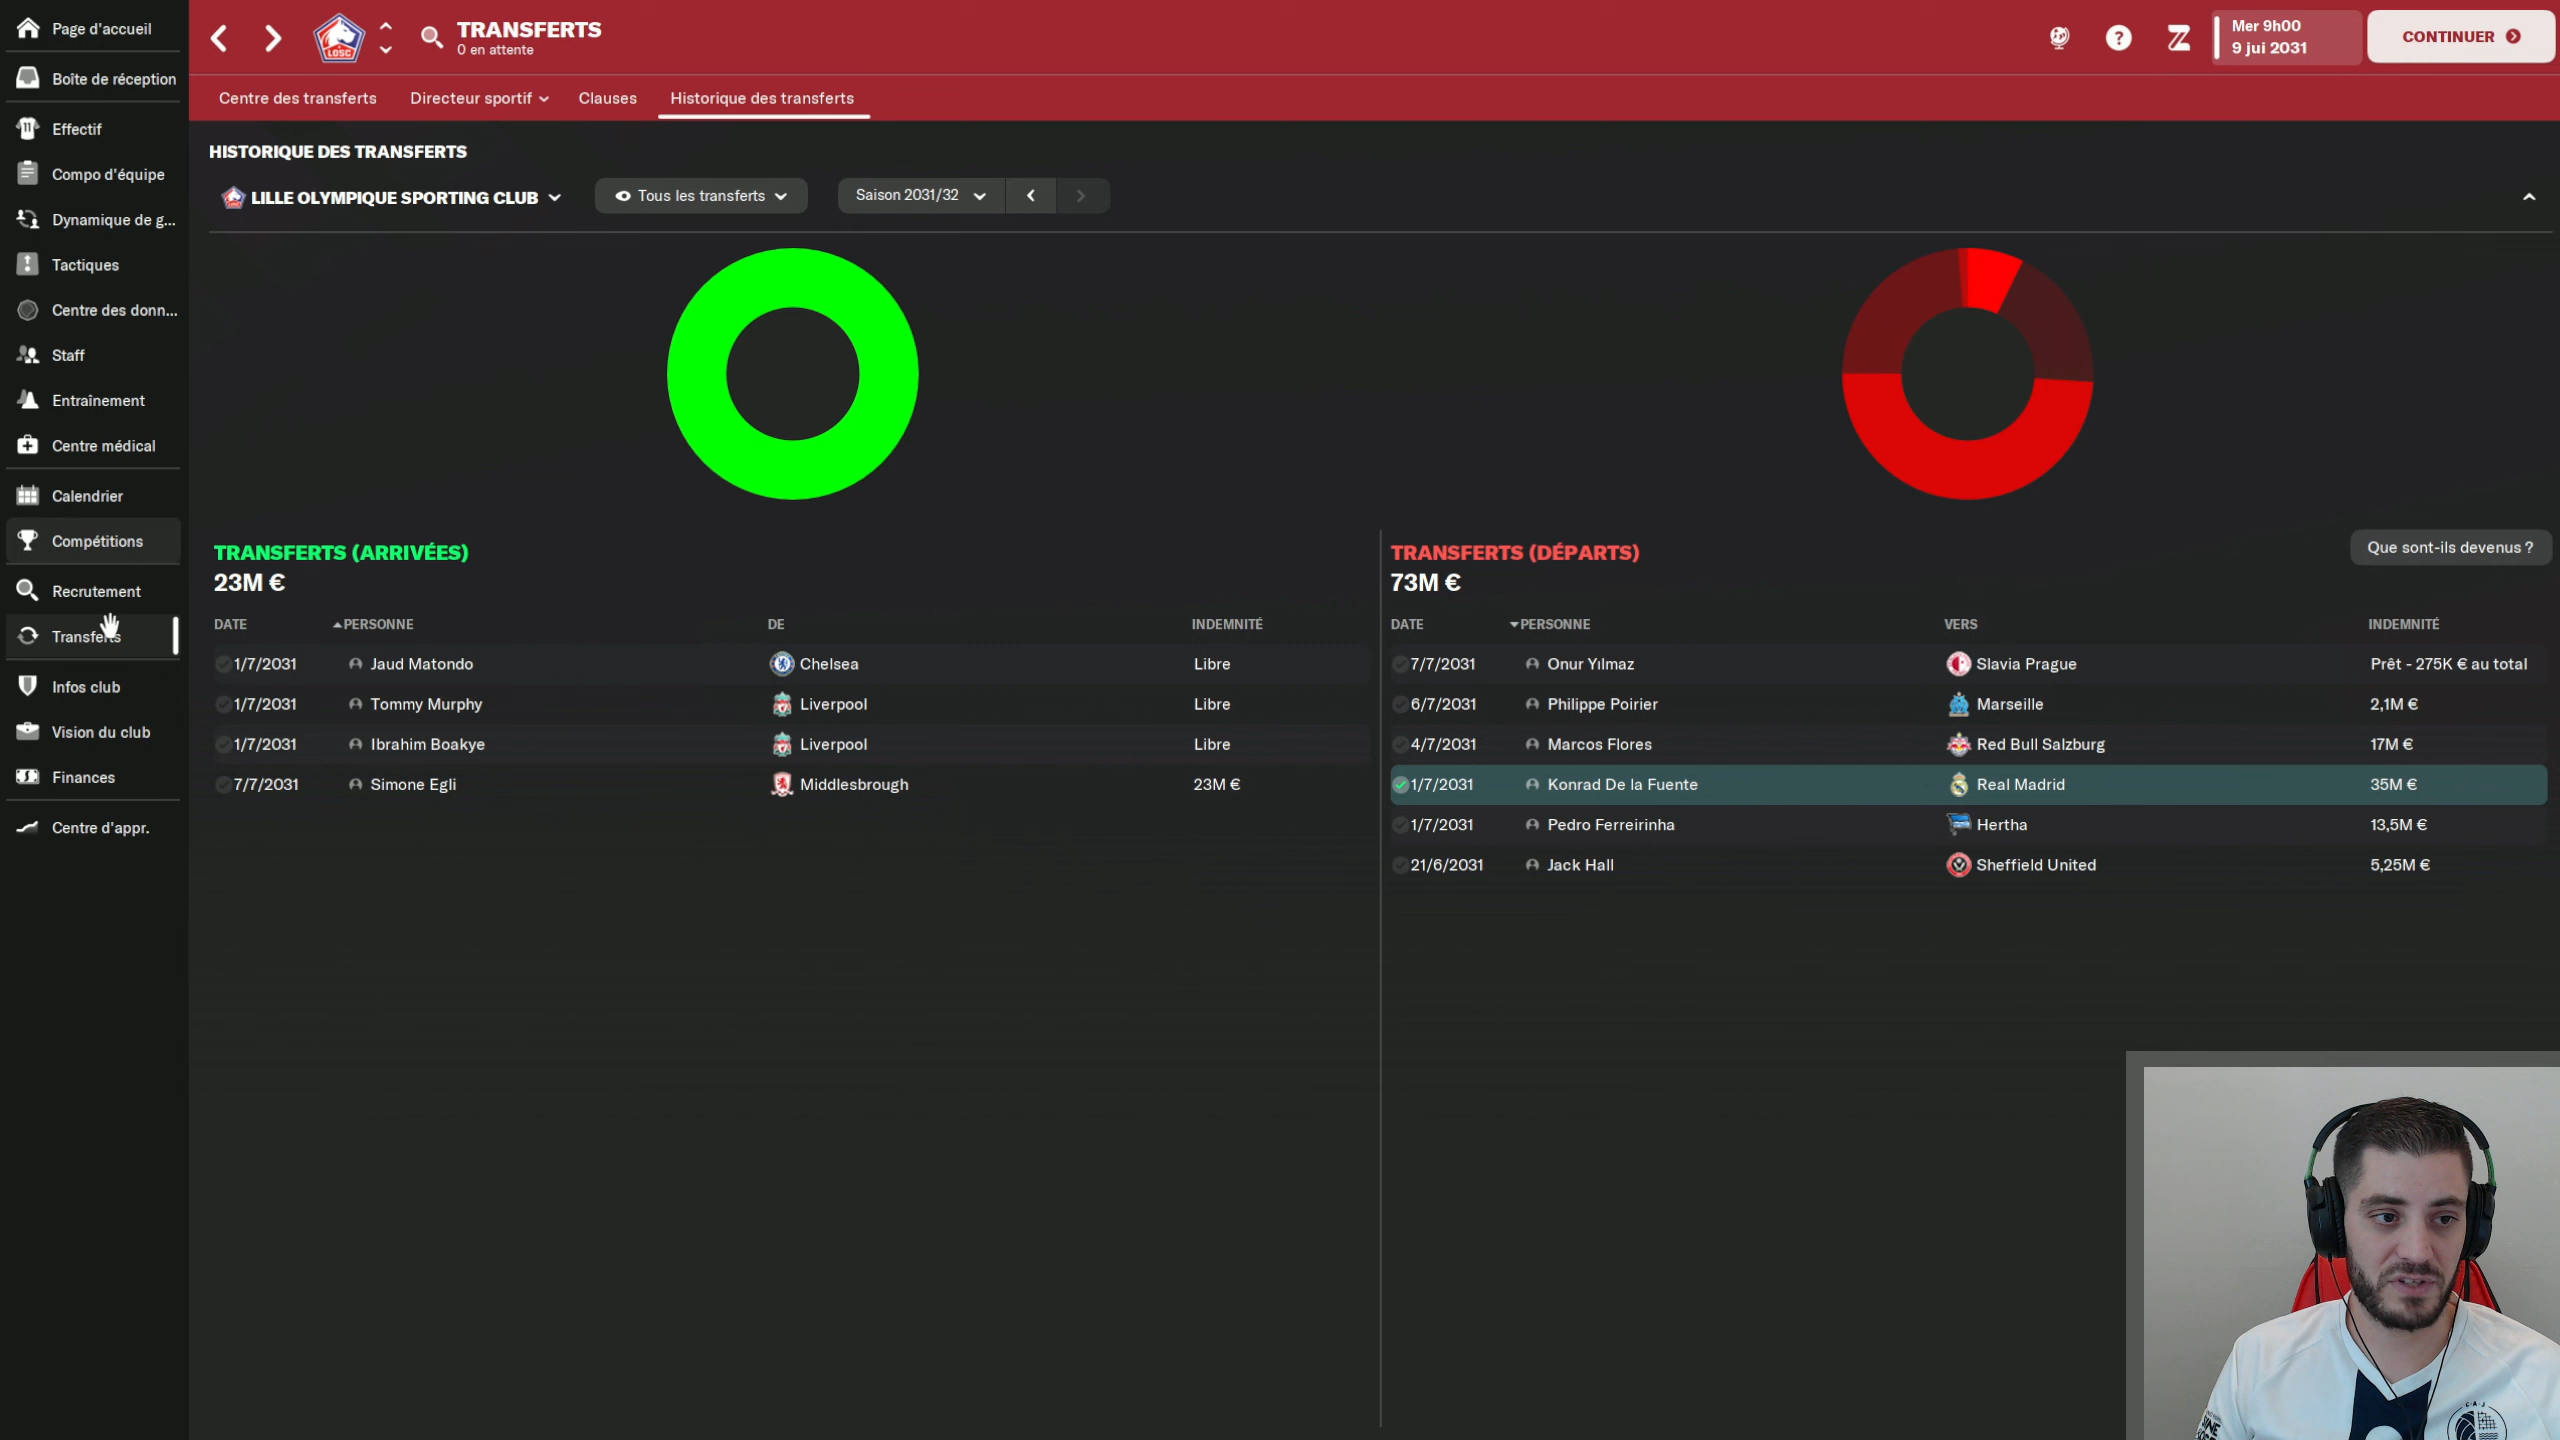 Page d'accueil
Boîte de réception
Effectif
Compo d'équipe
Dynamique de g...
Tactiques
Centre des donn...
Staff
Entraînement
Centre médical
Calendrier
Compétitions
Recrutement
Transferts
Infos club
Vision du club
Finances
Centre d'appr.
LOSC
TRANSFERTS
0 en attente
Mer 9h00
9 jui 2031
CONTINUER
Centre des transferts
Directeur sportif
Clauses
Historique des transferts
HISTORIQUE DES TRANSFERTS
LILLE OLYMPIQUE SPORTING CLUB
Tous les transferts
Saison 2031/32
TRANSFERTS (ARRIVÉES)
23M €
DATE PERSONNE DE INDEMNITÉ
1/7/2031 Jaud Matondo Chelsea Libre
1/7/2031 Tommy Murphy Liverpool Libre
1/7/2031 Ibrahim Boakye Liverpool Libre
7/7/2031 Simone Egli Middlesbrough 23M €
TRANSFERTS (DÉPARTS)
73M €
Que sont-ils devenus ?
DATE PERSONNE VERS INDEMNITÉ
7/7/2031 Onur Yılmaz Slavia Prague Prêt - 275K € au total
6/7/2031 Philippe Poirier Marseille 2,1M €
4/7/2031 Marcos Flores Red Bull Salzburg 17M €
1/7/2031 Konrad De la Fuente Real Madrid 35M €
1/7/2031 Pedro Ferreirinha Hertha 13,5M €
21/6/2031 Jack Hall Sheffield United 5,25M €